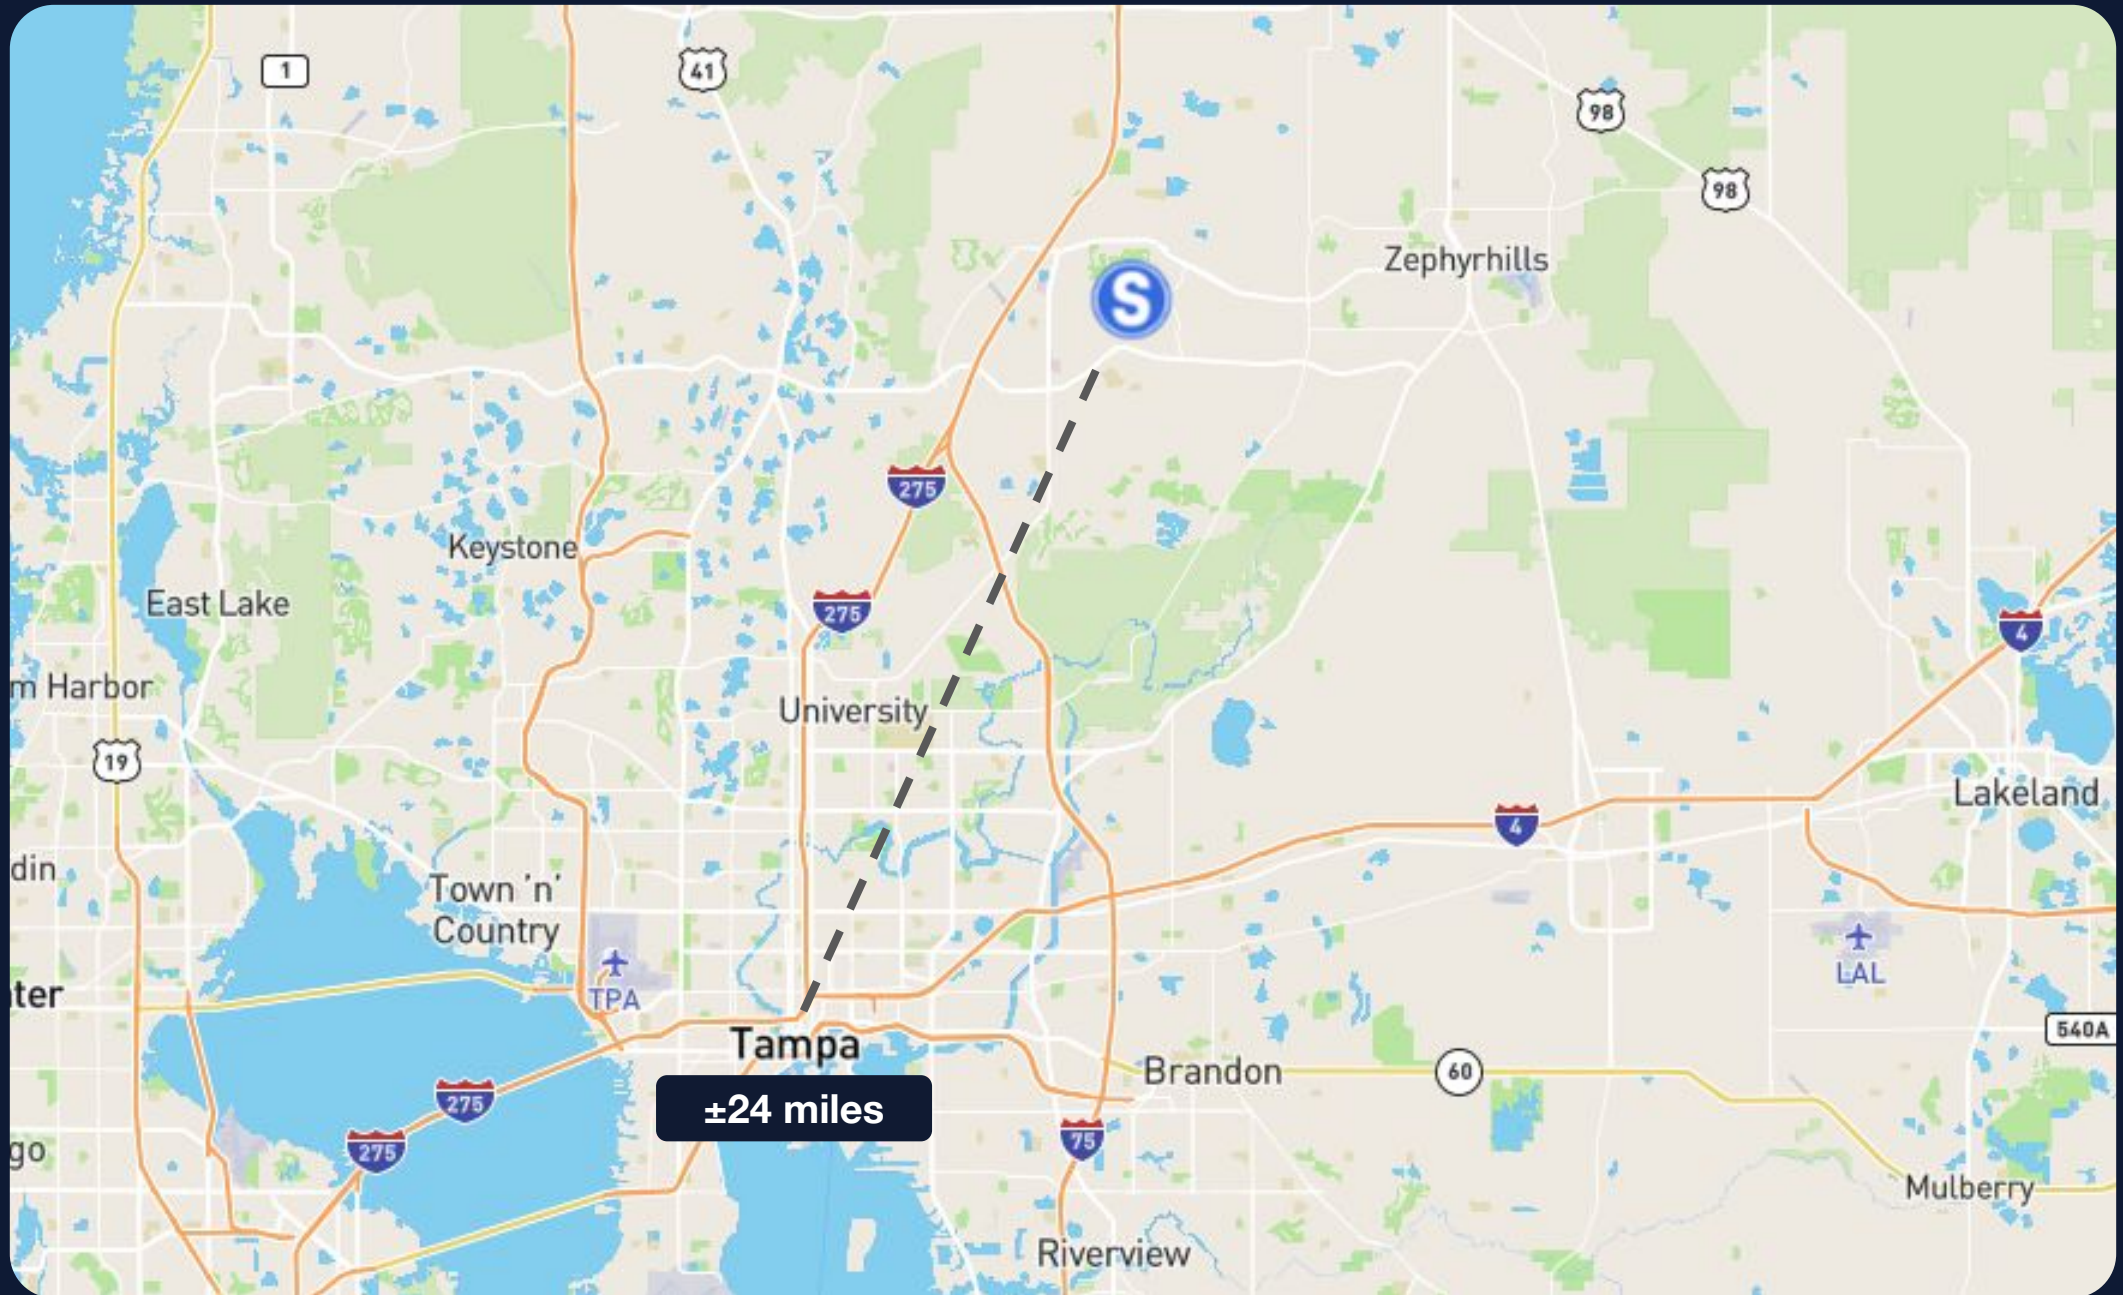 1
41
98
98
Zephyrhills
S
275
Keystone
275
East Lake
4
m Harbor
University
19
Lakeland
4
din
Town 'n'
Country
LAL
ter
TPA
540A
Tampa
Brandon
60
275
±24 miles
75
275
go
Mulberry
Riverview